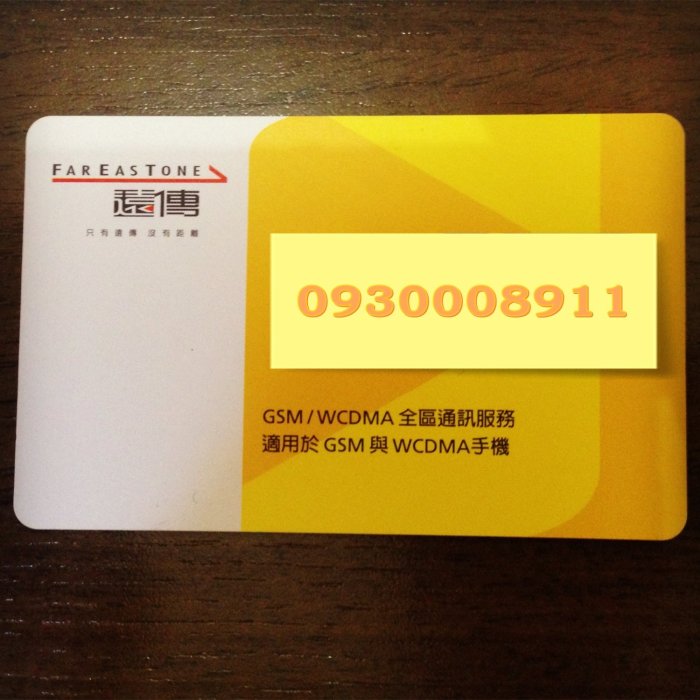 FAREASTONE
遠傳
只有遠傳 沒有距離
0930008911
GSM / WCDMA 全區通訊服務
適用於 GSM 與 WCDMA手機